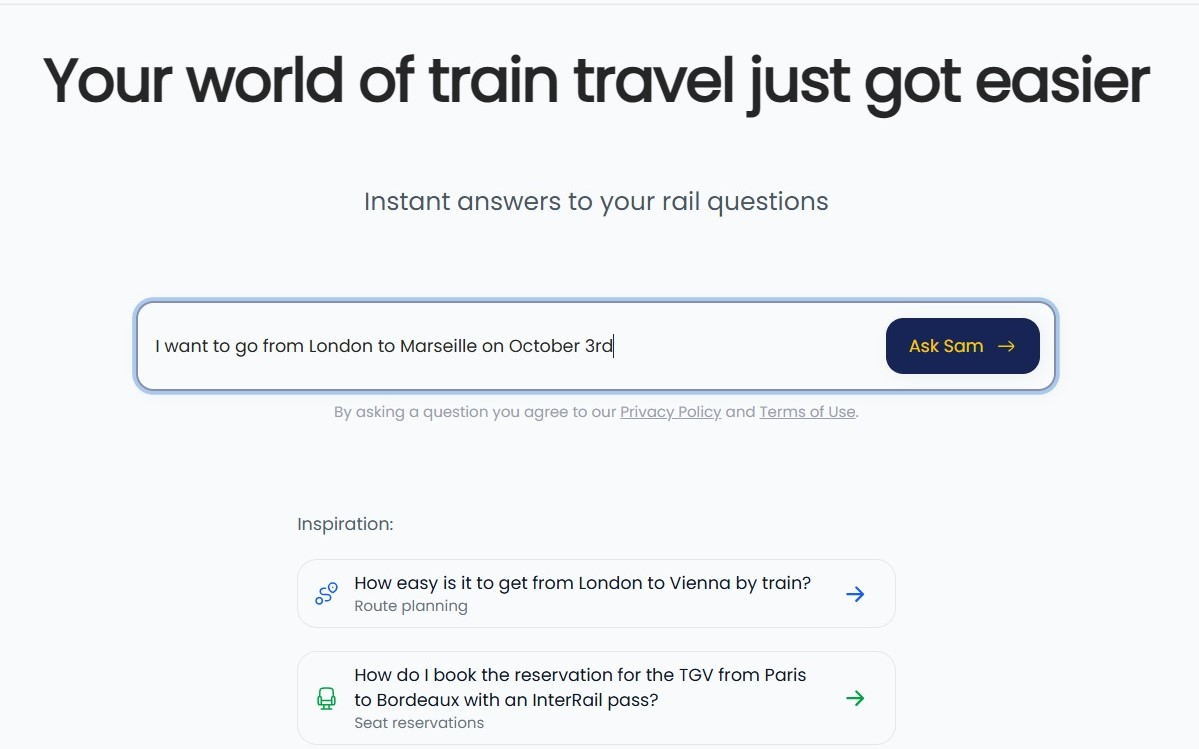 Your world of train travel just got easier
Instant answers to your rail questions
I want to go from London to Marseille on October 3rd
Ask Sam →
By asking a question you agree to our Privacy Policy and Terms of Use.
Inspiration:
How easy is it to get from London to Vienna by train?
Route planning
How do I book the reservation for the TGV from Paris
to Bordeaux with an InterRail pass?
Seat reservations